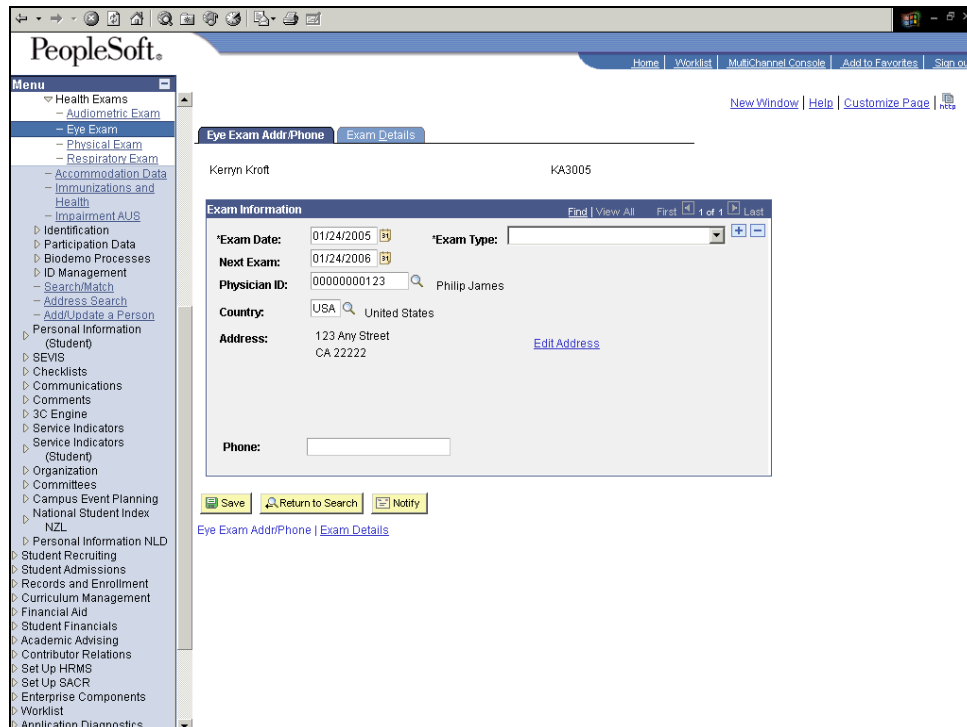 PeopleSoft®
Home | Worklist | MultiChannel Console | Add to Favorites | Sign ou
Menu
New Window | Help | Customize Page | http
Health Exams
– Audiometric Exam
– Eye Exam
– Physical Exam
– Respiratory Exam
– Accommodation Data
– Immunizations and
Health
– Impairment AUS
Identification
Participation Data
Biodemo Processes
ID Management
– Search/Match
– Address Search
– Add/Update a Person
Personal Information
(Student)
SEVIS
Checklists
Communications
Comments
3C Engine
Service Indicators
Service Indicators
(Student)
Organization
Committees
Campus Event Planning
National Student Index
NZL
Personal Information NLD
Student Recruiting
Student Admissions
Records and Enrollment
Curriculum Management
Financial Aid
Student Financials
Academic Advising
Contributor Relations
Set Up HRMS
Set Up SACR
Enterprise Components
Worklist
Application Diagnostics
Eye Exam Addr/Phone Exam Details
Kerryn Kroft KA3005
Exam Information Find | View All First 1 of 1 Last
*Exam Date: 01/24/2005 31 *Exam Type:
Next Exam: 01/24/2006 31
Physician ID: 00000000123 Philip James
Country: USA United States
Address: 123 Any Street Edit Address
CA 22222
Phone:
Save Return to Search Notify
Eye Exam Addr/Phone | Exam Details